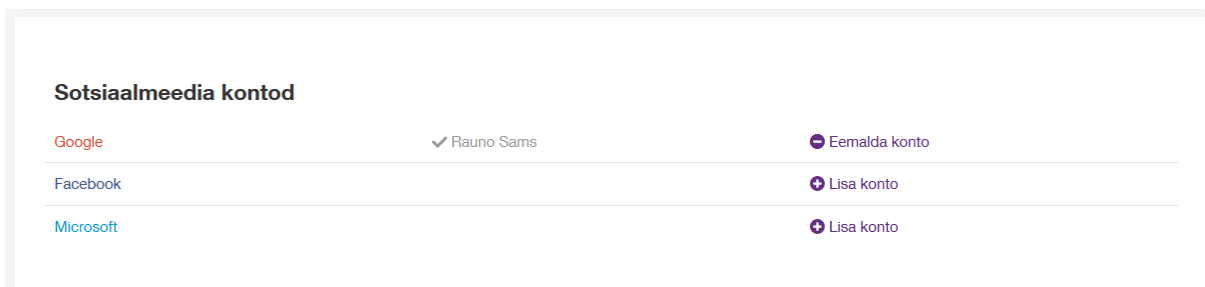 Sotsiaalmeedia kontod
Google Rauno Sams Eemalda konto
Facebook Lisa konto
Microsoft Lisa konto